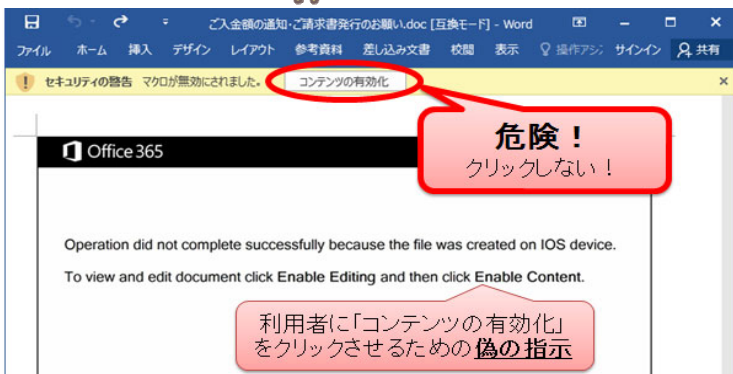 ご入金額の通知・ご請求書発行のお願い.doc [互換モード] - Word
ファイル ホーム 挿入 デザイン レイアウト 参考資料 差し込み文書 校閲 表示 操作アシ サインイン 共有
セキュリティの警告 マクロが無効にされました。 コンテンツの有効化
危険！
クリックしない！
Office 365
Operation did not complete successfully because the file was created on IOS device.
To view and edit document click Enable Editing and then click Enable Content.
利用者に「コンテンツの有効化」
をクリックさせるための偽の指示